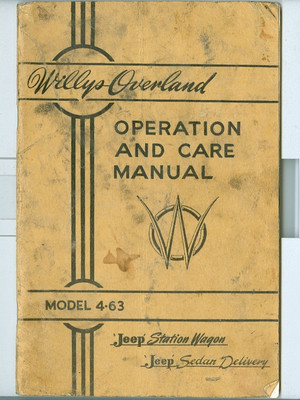 Willys-Overland
OPERATION
AND CARE
MANUAL
MODEL 4-63
'Jeep' Station Wagon
'Jeep' Sedan Delivery